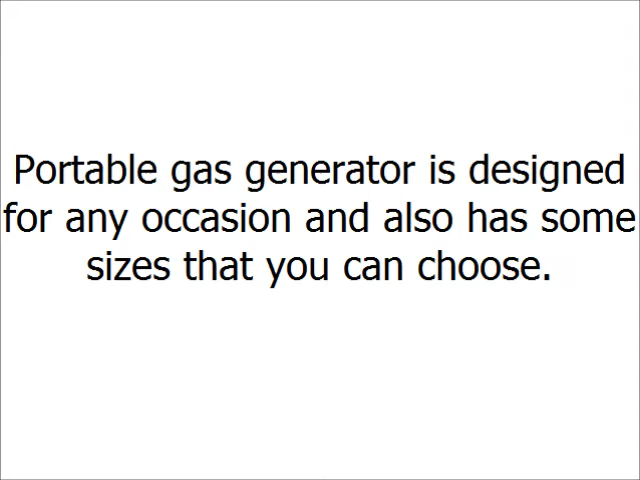 Portable gas generator is designed
for any occasion and also has some
sizes that you can choose.